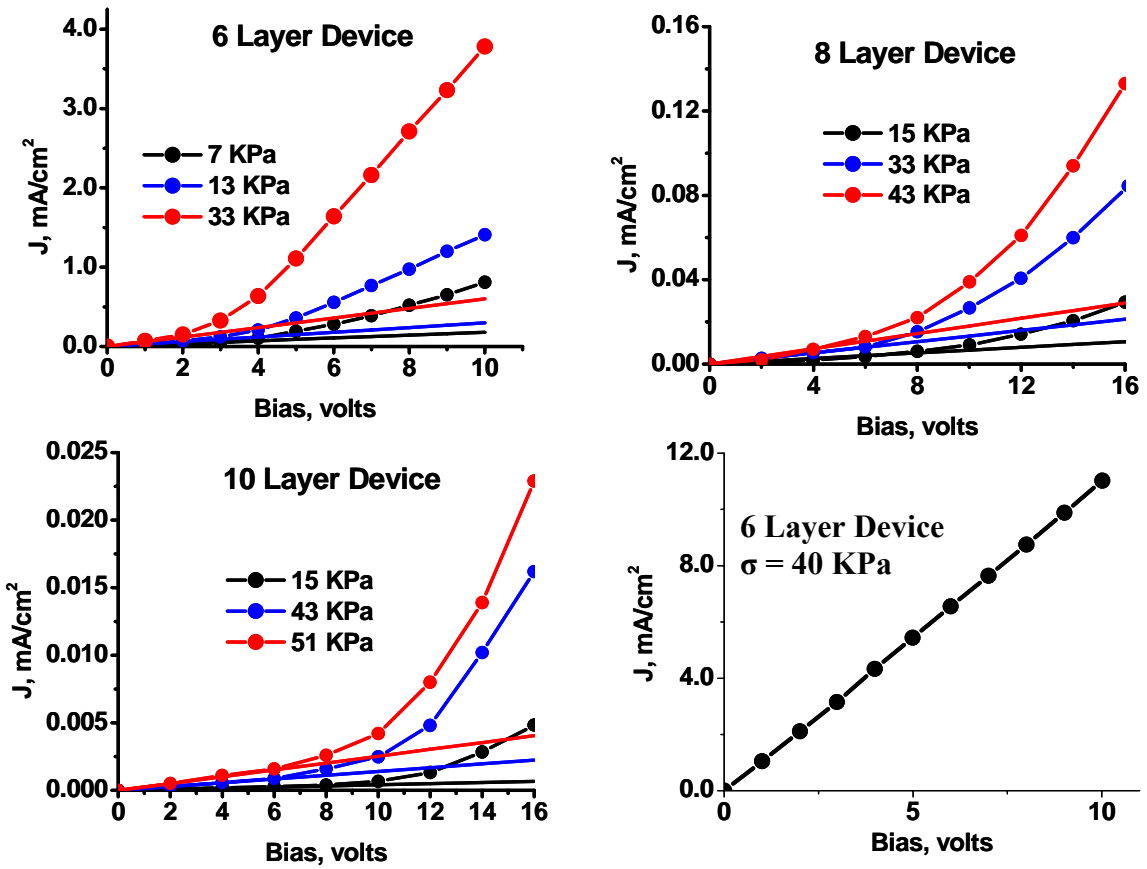 6 Layer Device
J, mA/cm²
4.0
3.0
2.0
1.0
0.0
7 KPa
13 KPa
33 KPa
0 2 4 6 8 10
Bias, volts
8 Layer Device
J, mA/cm²
0.16
0.12
0.08
0.04
0.00
15 KPa
33 KPa
43 KPa
0 4 8 12 16
Bias, volts
10 Layer Device
J, mA/cm²
0.025
0.020
0.015
0.010
0.005
0.000
15 KPa
43 KPa
51 KPa
0 2 4 6 8 10 12 14 16
Bias, volts
6 Layer Device
σ = 40 KPa
J, mA/cm²
12.0
8.0
4.0
0.0
0 5 10
Bias, volts